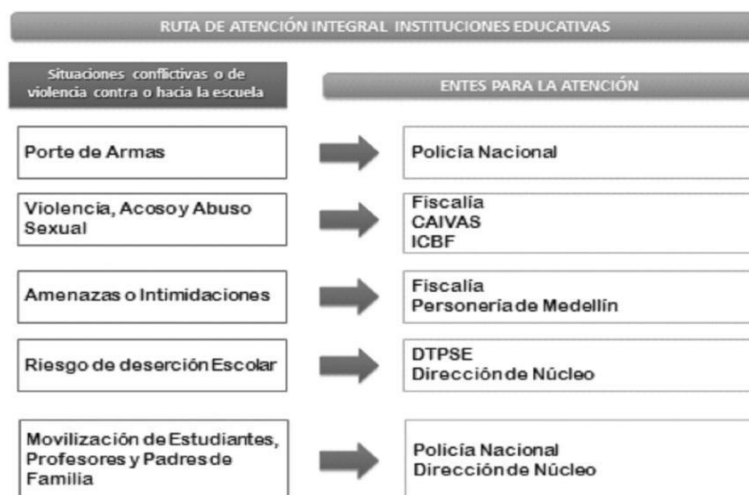 RUTA DE ATENCIÓN INTEGRAL INSTITUCIONES EDUCATIVAS
Situaciones conflictivas o de
violencia contra o hacia la escuela
ENTES PARA LA ATENCIÓN
Porte de Armas
Policía Nacional
Violencia, Acoso y Abuso
Sexual
Fiscalía
CAIVAS
ICBF
Amenazas o Intimidaciones
Fiscalía
Personería de Medellín
Riesgo de deserción Escolar
DTPSE
Dirección de Núcleo
Movilización de Estudiantes,
Profesores y Padres de
Familia
Policía Nacional
Dirección de Núcleo